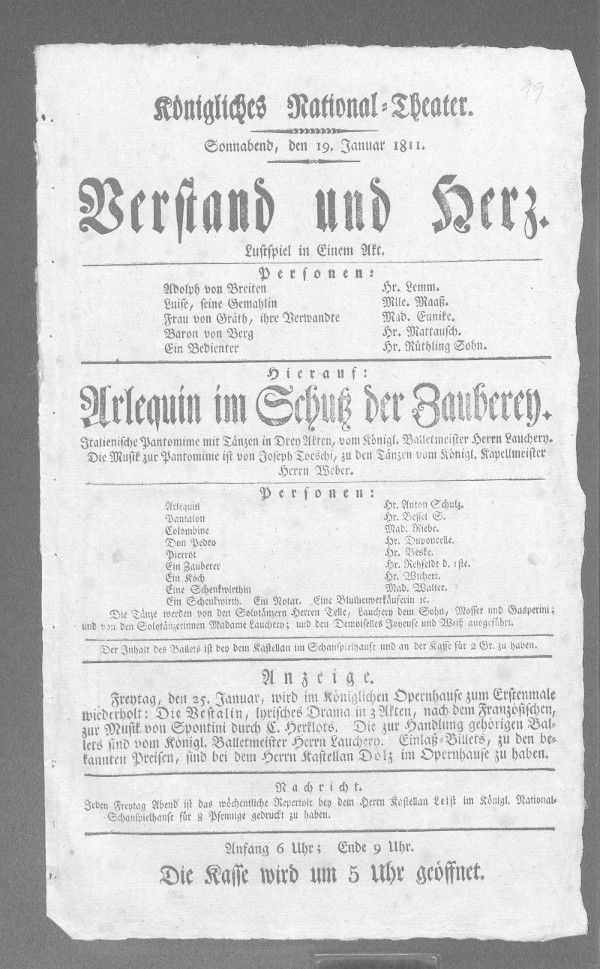 19
Königliches National-Theater.
Sonnabend, den 19. Januar 1811.
Verstand und Herz.
Lustspiel in Einem Akt.
Personen:
Adolph von Breiten Hr. Lemm.
Luise, seine Gemahlin Mlle. Maaß.
Frau von Gräth, ihre Verwandte Mad. Eunike.
Baron von Berg Hr. Mattausch.
Ein Bedienter Hr. Rüthling Sohn.
Hierauf:
Arlequin im Schutz der Zauberey.
Italienische Pantomime mit Tänzen in Drey Akten, vom Königl. Balletmeister Herrn Lauchery.
Die Musik zur Pantomime ist von Joseph Toeschi, zu den Tänzen vom Königl. Kapellmeister
Herrn Weber.
Personen:
Arlequin Hr. Anton Schulz.
Pantalon Hr. Bessel S.
Colombine Mad. Riebe.
Don Pedro Hr. Duponcelle.
Pierrot Hr. Beske.
Ein Zauberer Hr. Rehfeldt d. 1ste.
Ein Koch Hr. Wichert.
Eine Schenkwirthin Mad. Walter.
Ein Schenkwirth. Ein Notar. Eine Blumenverkäuferin ꝛc.
Die Tänze werden von den Solotänzern Herren Telle, Lauchery dem Sohn, Mosser und Gasperini;
und von den Solotänzerinnen Madame Lauchery; und den Demoiselles Joyeuse und Weiß ausgeführt.
Der Inhalt des Ballets ist bey dem Kastellan im Schauspielhause und an der Kasse für 2 Gr. zu haben.
Anzeige.
Freytag, den 25. Januar, wird im Königlichen Opernhause zum Erstenmale
wiederholt: Die Vestalin, lyrisches Drama in 3 Akten, nach dem Französischen,
zur Musik von Spontini durch C. Herklots. Die zur Handlung gehörigen Bal-
lets sind vom Königl. Balletmeister Herrn Lauchery. Einlaß-Billets, zu den be-
kannten Preisen, sind bei dem Herrn Kastellan Dolz im Opernhause zu haben.
Nachricht.
Jeden Freytag Abend ist das wöchentliche Repertoir bey dem Herrn Kastellan Leist im Königl. National-
Schauspielhause für 8 Pfennige gedruckt zu haben.
Anfang 6 Uhr; Ende 9 Uhr.
Die Kasse wird um 5 Uhr geöffnet.